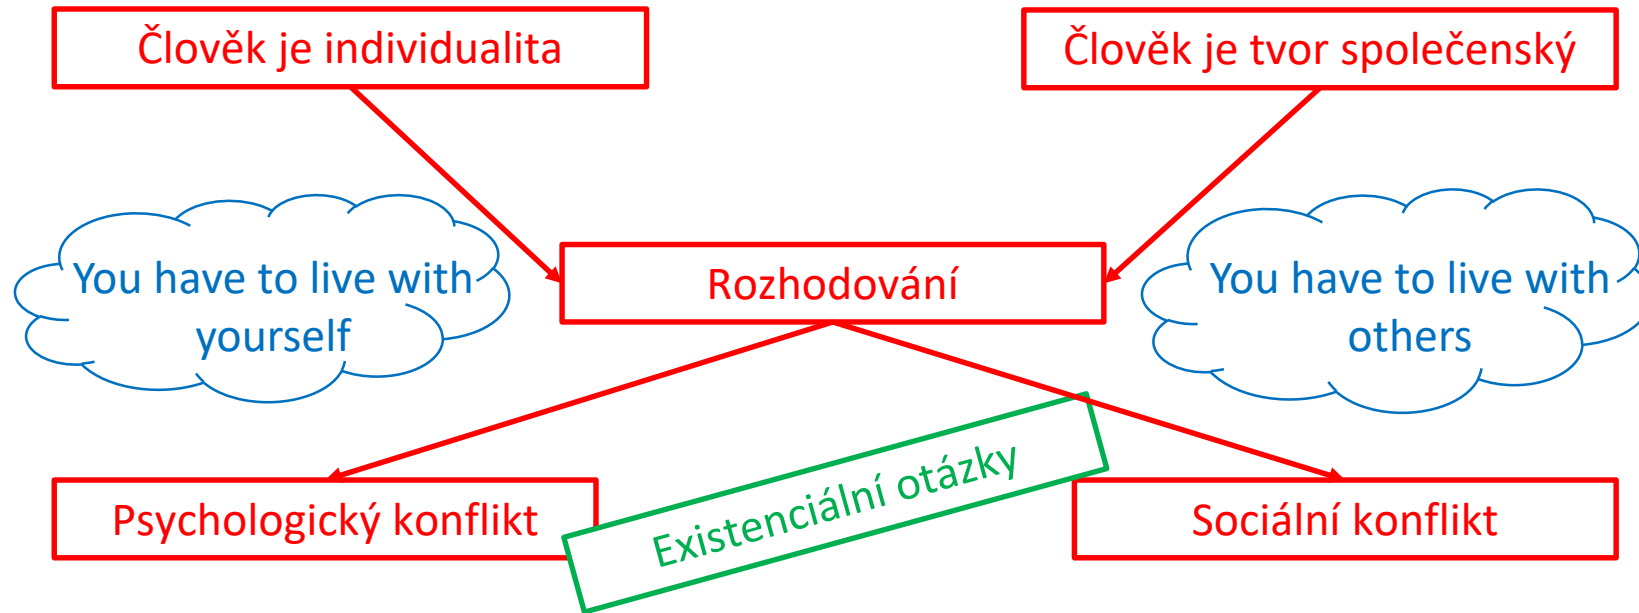 Člověk je individualita
Člověk je tvor společenský
You have to live with
yourself
Rozhodování
You have to live with
others
Existenciální otázky
Psychologický konflikt
Sociální konflikt